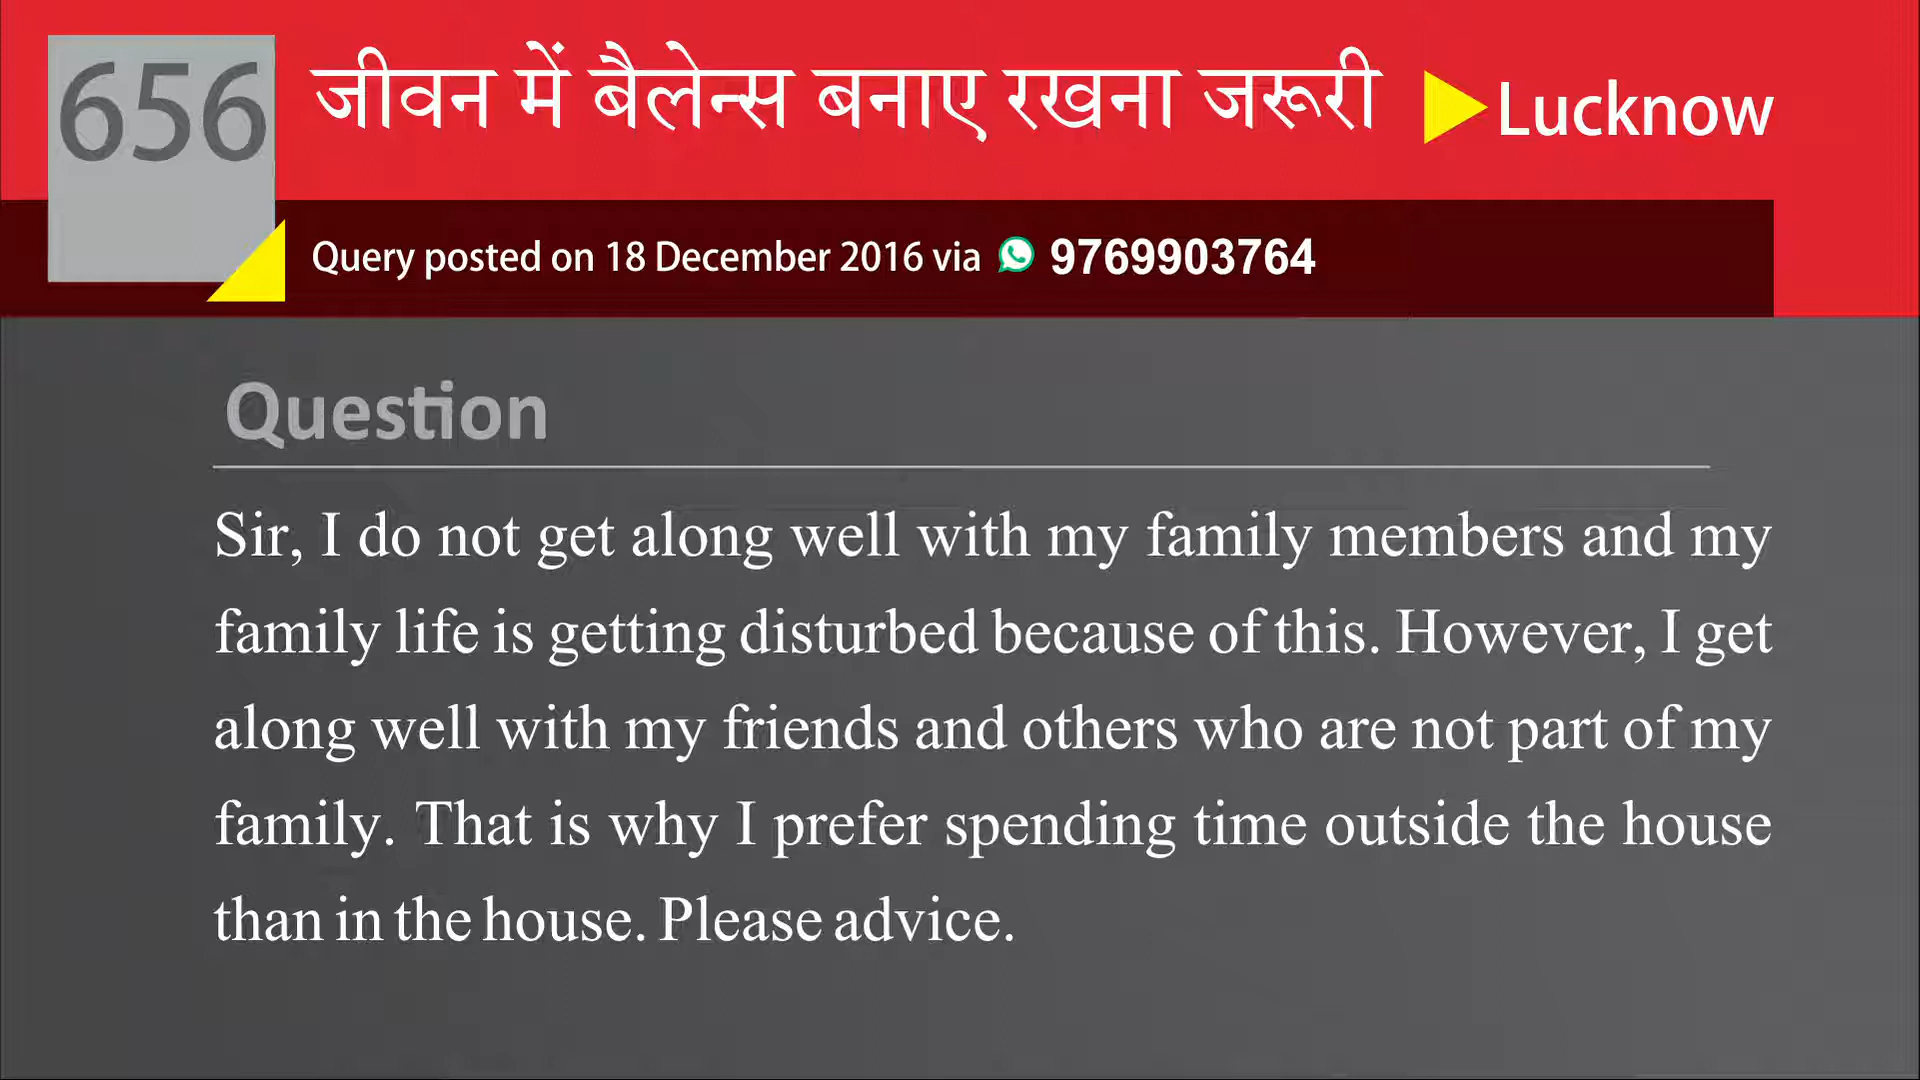 656
जीवन में बैलेन्स बनाए रखना जरूरी
Lucknow
Query posted on 18 December 2016 via 9769903764
Question
Sir, I do not get along well with my family members and my
family life is getting disturbed because of this. However, I get
along well with my friends and others who are not part of my
family. That is why I prefer spending time outside the house
than in the house. Please advice.